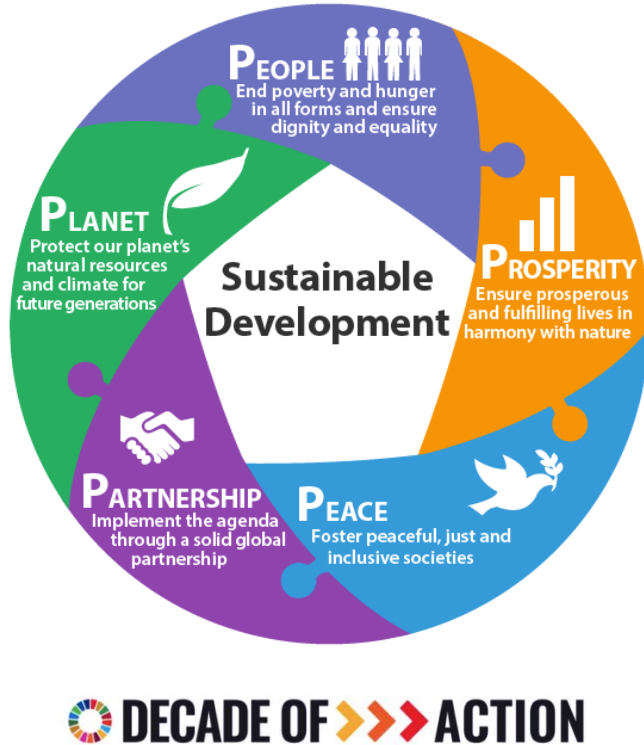 PEOPLE
End poverty and hunger
in all forms and ensure
dignity and equality
PROSPERITY
Ensure prosperous
and fulfilling lives in
harmony with nature
PEACE
Foster peaceful, just and
inclusive societies
PARTNERSHIP
Implement the agenda
through a solid global
partnership
PLANET
Protect our planet's
natural resources
and climate for
future generations
Sustainable
Development
DECADE OF >>> ACTION